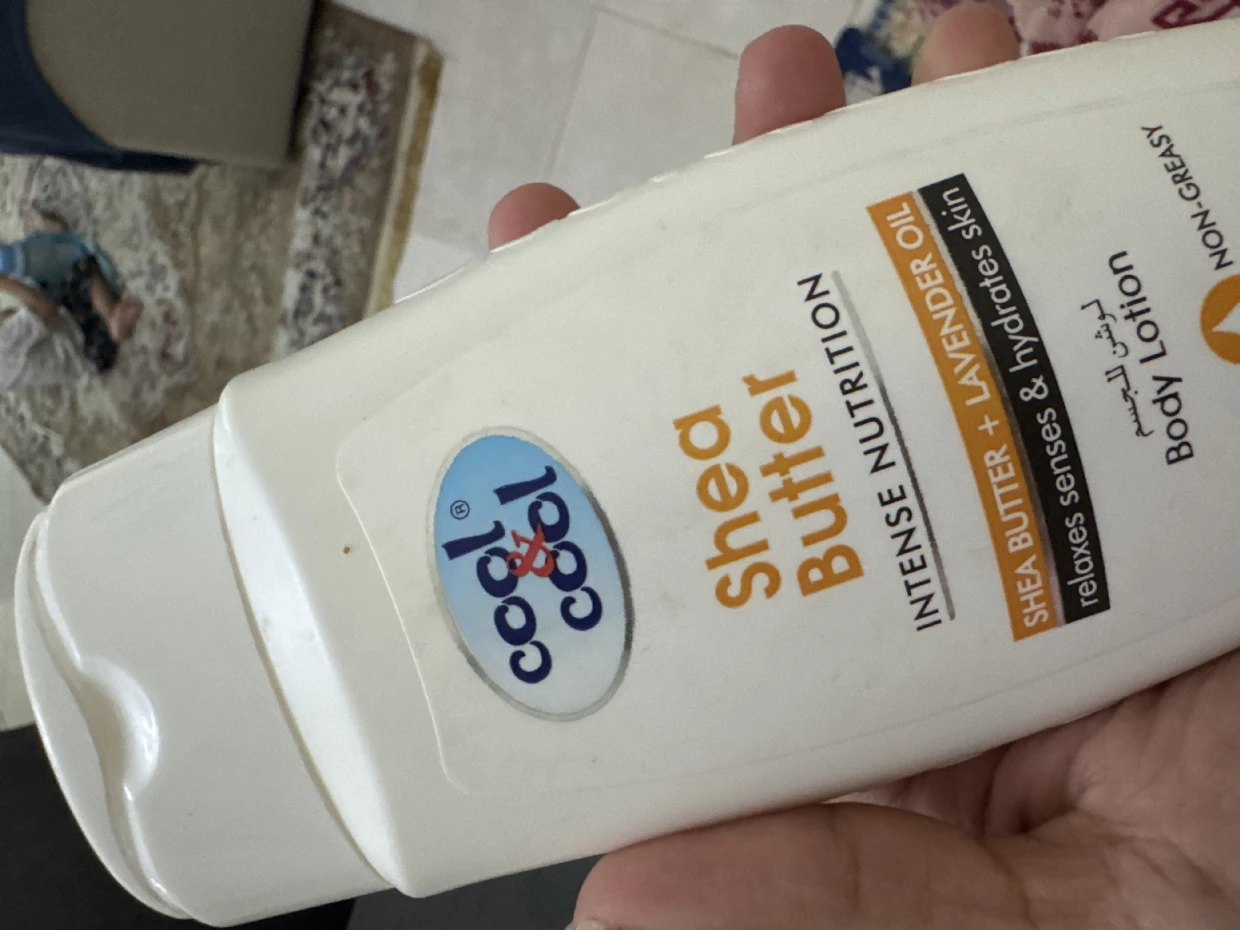 cool
&
cool
®
Shea
Butter
INTENSE NUTRITION
SHEA BUTTER + LAVENDER OIL
relaxes senses & hydrates skin
لوشن للجسم
Body Lotion
NON-GREASY